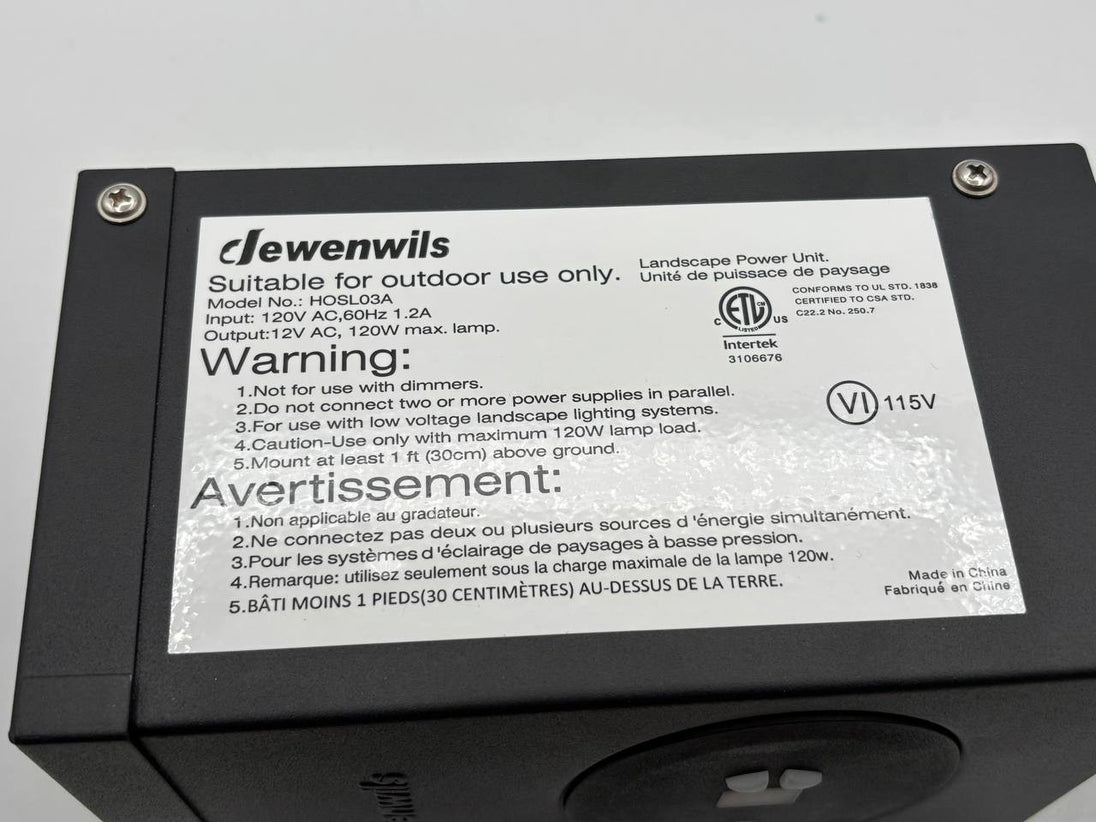 Jewenwils
Suitable for outdoor use only.
Landscape Power Unit.
Unité de puissace de paysage
Model No.: HOSL03A
Input: 120V AC,60Hz 1.2A
Output:12V AC, 120W max. lamp.
C ETL CM US
LISTED
Intertek
3106676
CONFORMS TO UL STD. 1838
CERTIFIED TO CSA STD.
C22.2 No. 250.7
Warning:
1.Not for use with dimmers.
2.Do not connect two or more power supplies in parallel.
3.For use with low voltage landscape lighting systems.
4.Caution-Use only with maximum 120W lamp load.
5.Mount at least 1 ft (30cm) above ground.
VI 115V
Avertissement:
1.Non applicable au gradateur.
2.Ne connectez pas deux ou plusieurs sources d'énergie simultanément.
3.Pour les systèmes d'éclairage de paysages à basse pression.
4.Remarque: utilisez seulement sous la charge maximale de la lampe 120w.
5.BÂTI MOINS 1 PIEDS(30 CENTIMÈTRES) AU-DESSUS DE LA TERRE.
Made in China
Fabriqué en Chine